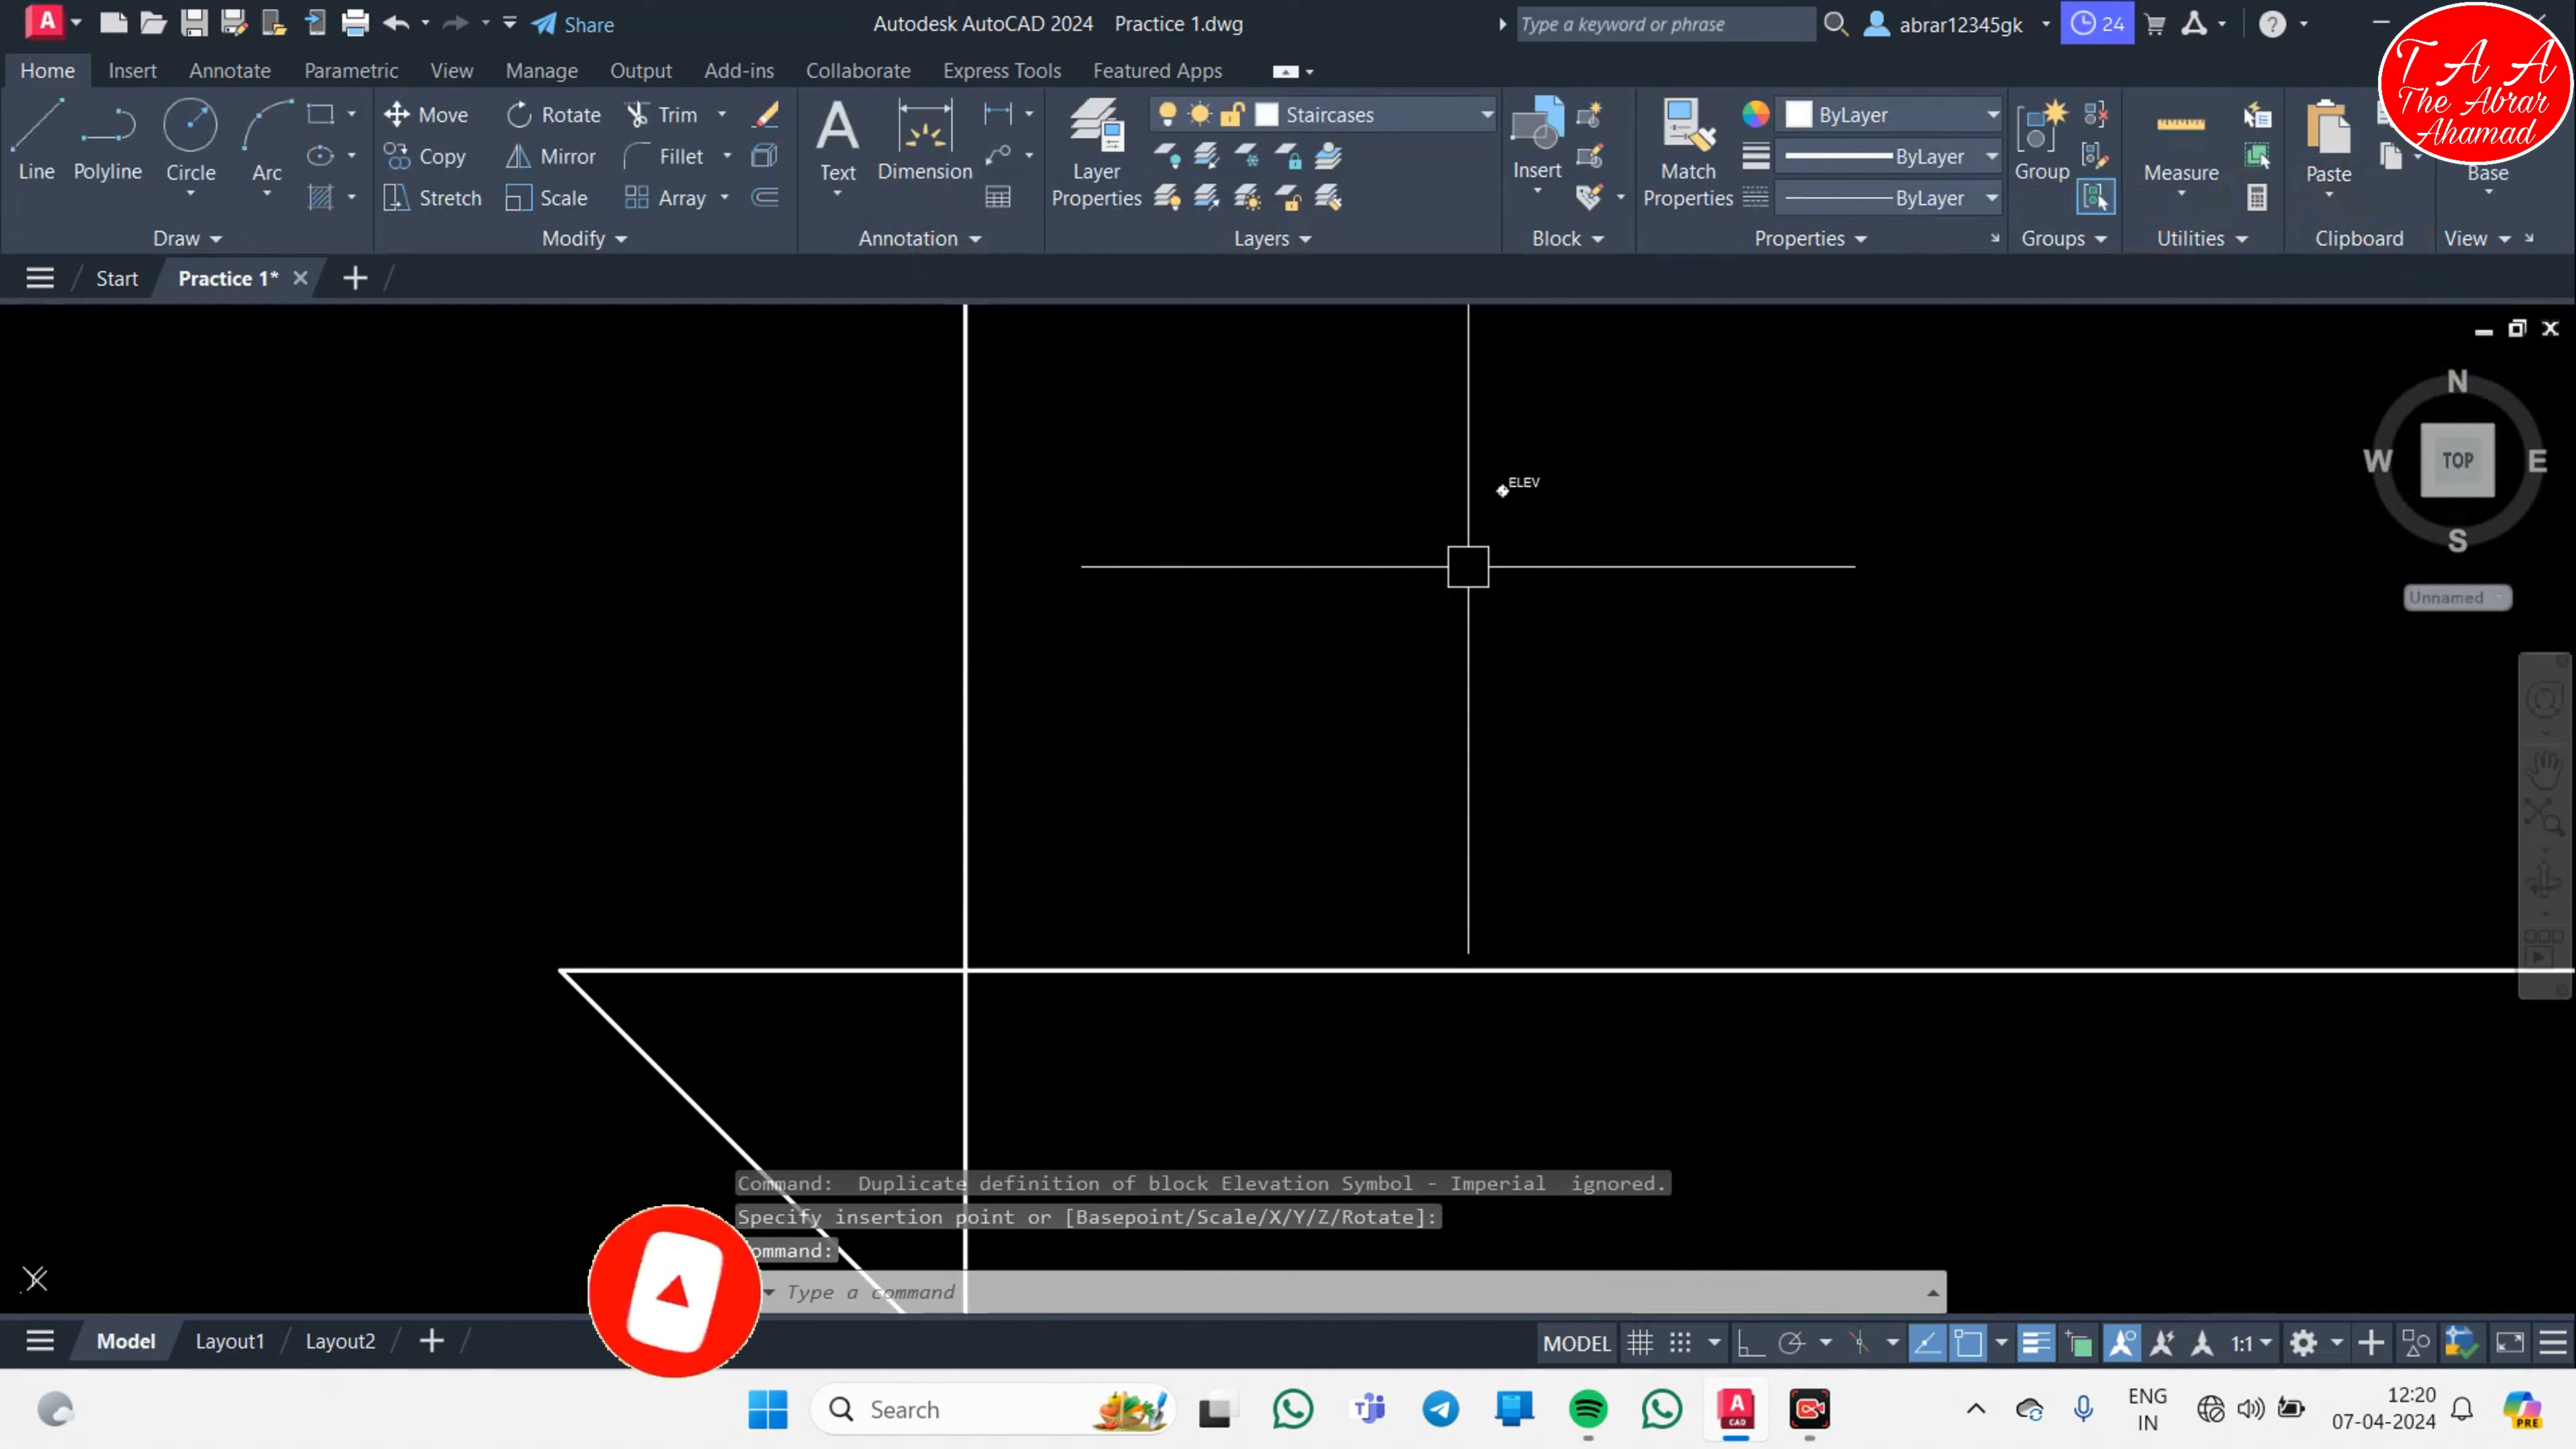 A Share Autodesk AutoCAD 2024 Practice 1.dwg Type a keyword or phrase abrar12345gk 24
T A A
The Abrar
Ahamad
Home Insert Annotate Parametric View Manage Output Add-ins Collaborate Express Tools Featured Apps
Line Polyline Circle Arc
Move Rotate Trim
Copy Mirror Fillet
Stretch Scale Array
Text Dimension
Layer
Properties
Staircases
Insert
Match
Properties
ByLayer
ByLayer
ByLayer
Group Measure Paste Base
Draw Modify Annotation Layers Block Properties Groups Utilities Clipboard View
Start Practice 1*
N
W TOP E
S
Unnamed
ELEV
Command: Duplicate definition of block Elevation Symbol - Imperial ignored.
Specify insertion point or [Basepoint/Scale/X/Y/Z/Rotate]:
ommand:
Type a command
Model Layout1 Layout2 MODEL 1:1
Search
A
CAD
ENG
IN
12:20
07-04-2024
PRE